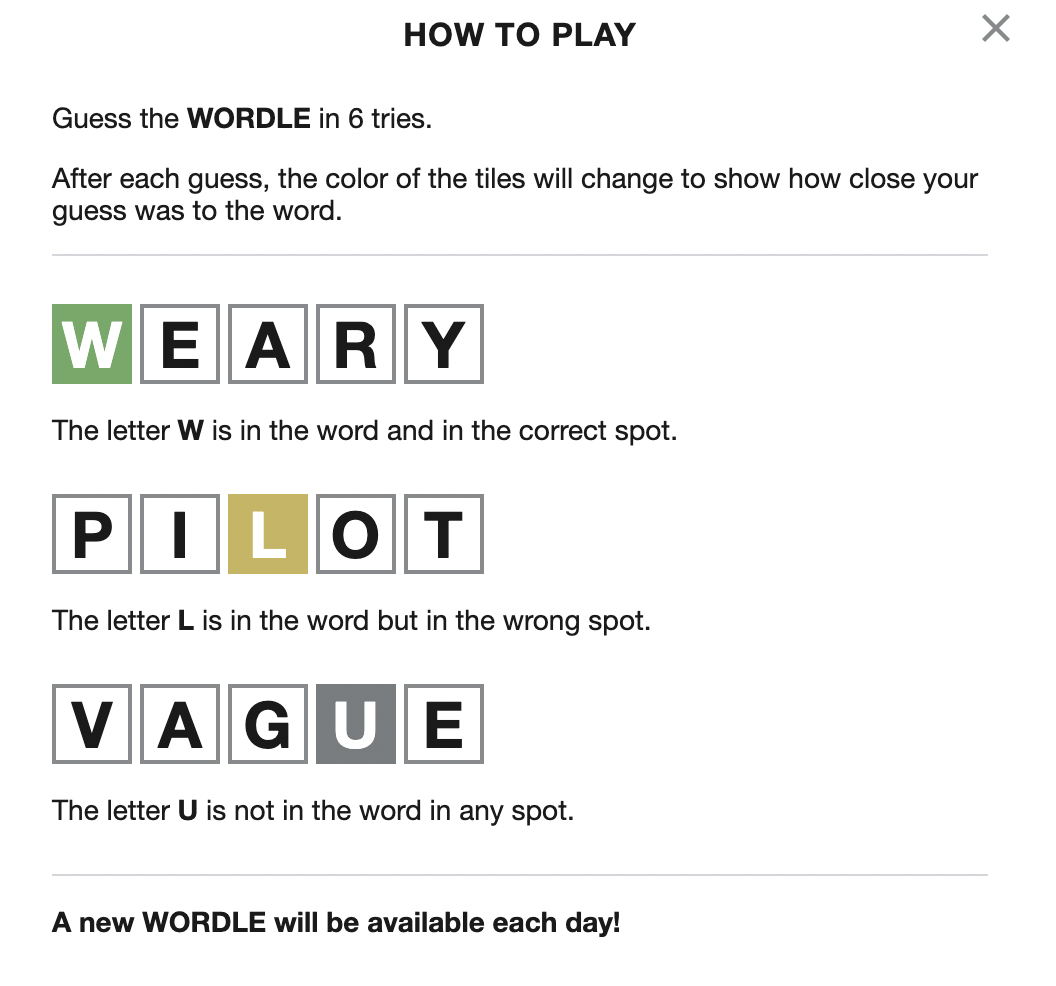 HOW TO PLAY
Guess the WORDLE in 6 tries.
After each guess, the color of the tiles will change to show how close your
guess was to the word.
WEARY
The letter W is in the word and in the correct spot.
PILOT
The letter L is in the word but in the wrong spot.
VAGUE
The letter U is not in the word in any spot.
A new WORDLE will be available each day!